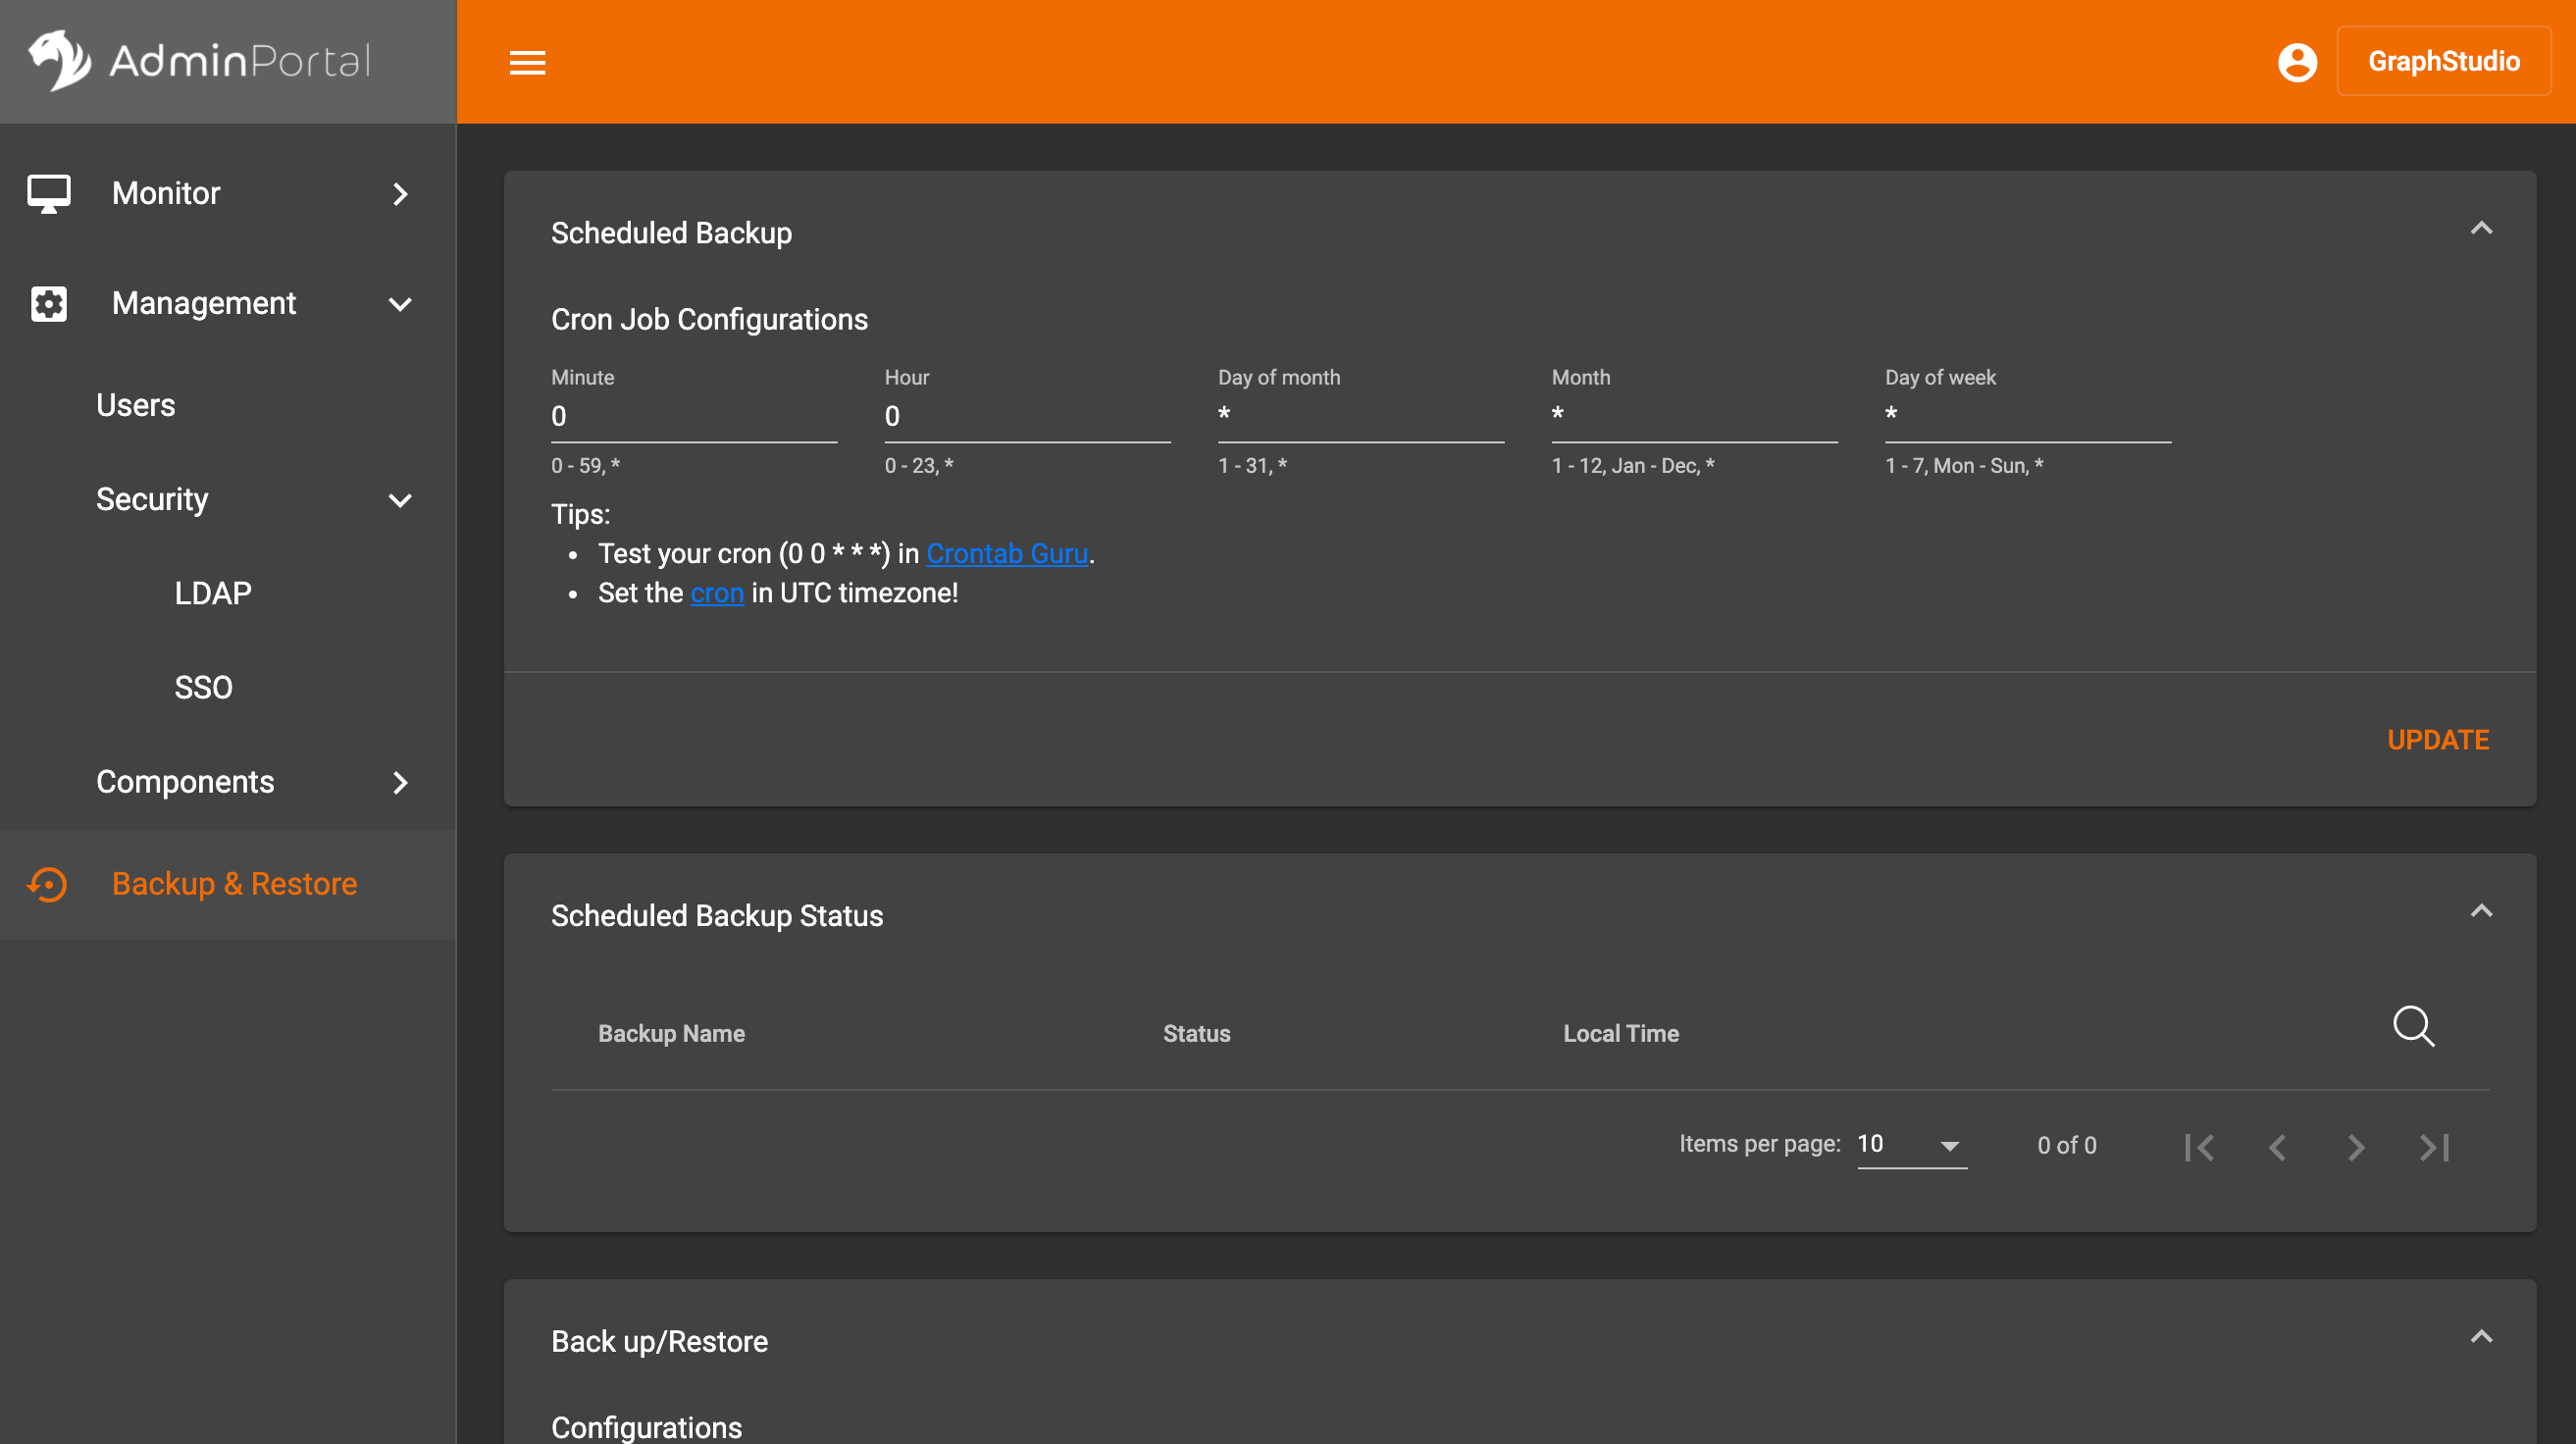 AdminPortal
GraphStudio
Monitor
Management
Users
Security
LDAP
SSO
Components
Backup & Restore
Scheduled Backup
Cron Job Configurations
Minute Hour Day of month Month Day of week
0 0 * * *
0 - 59, * 0 - 23, * 1 - 31, * 1 - 12, Jan - Dec, * 1 - 7, Mon - Sun, *
Tips:
• Test your cron (0 0 * * *) in Crontab Guru.
• Set the cron in UTC timezone!
UPDATE
Scheduled Backup Status
Backup Name Status Local Time
Items per page: 10 0 of 0
Back up/Restore
Configurations